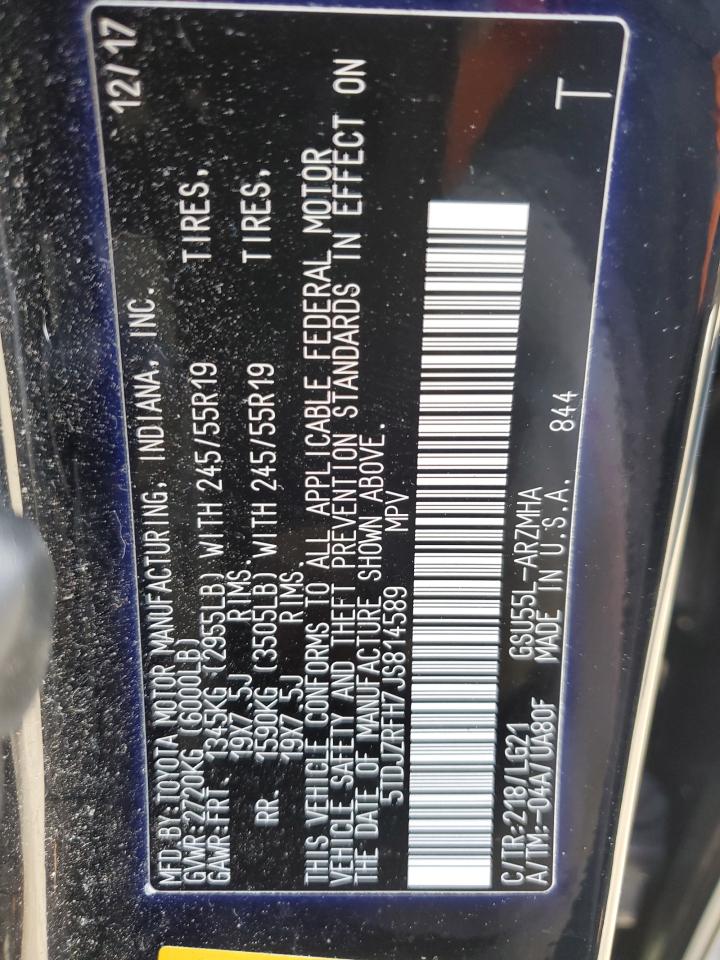 MFD BY:TOYOTA MOTOR MANUFACTURING, INDIANA, INC. 12/17
GVWR:2720KG (6000LB)
GAWR:FRT. 1345KG (2955LB) WITH 245/55R19 TIRES,
19X7.5J RIMS.
RR. 1590KG (3505LB) WITH 245/55R19 TIRES,
19X7.5J RIMS.
THIS VEHICLE CONFORMS TO ALL APPLICABLE FEDERAL MOTOR
VEHICLE SAFETY AND THEFT PREVENTION STANDARDS IN EFFECT ON
THE DATE OF MANUFACTURE SHOWN ABOVE.
5TDJZRFH7JS814589 MPV
C/TR:218/LG21 GSU55L-ARZMHA
A/TM:-04A/UA80F MADE IN U.S.A. 844
T